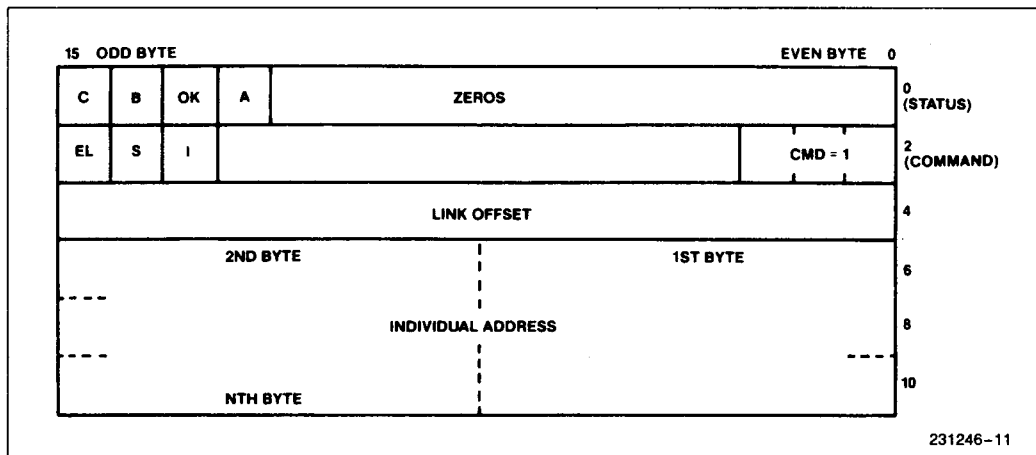 15 ODD BYTE EVEN BYTE 0
C B OK A ZEROS 0
(STATUS)
EL S I CMD = 1 2
(COMMAND)
LINK OFFSET 4
2ND BYTE 1ST BYTE 6
INDIVIDUAL ADDRESS 8
NTH BYTE 10
231246-11